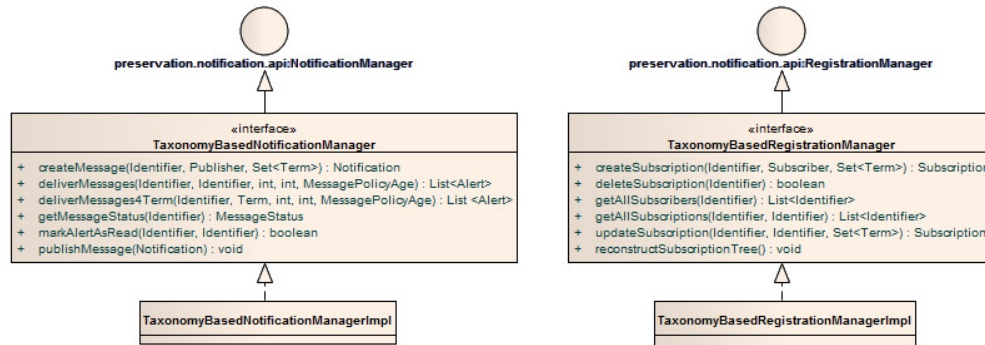 preservation.notification.api:NotificationManager
«interface»
TaxonomyBasedNotificationManager
+ createMessage(Identifier, Publisher, Set<Term>) : Notification
+ deliverMessages(Identifier, Identifier, int, int, MessagePolicyAge) : List<Alert>
+ deliverMessages4Term(Identifier, Term, int, int, MessagePolicyAge) : List <Alert>
+ getMessageStatus(Identifier) : MessageStatus
+ markAlertAsRead(Identifier, Identifier) : boolean
+ publishMessage(Notification) : void
TaxonomyBasedNotificationManagerImpl
preservation.notification.api:RegistrationManager
«interface»
TaxonomyBasedRegistrationManager
+ createSubscription(Identifier, Subscriber, Set<Term>) : Subscription
+ deleteSubscription(Identifier) : boolean
+ getAllSubscribers(Identifier) : List<Identifier>
+ getAllSubscriptions(Identifier, Identifier) : List<Identifier>
+ updateSubscription(Identifier, Identifier, Set<Term>) : Subscription
+ reconstructSubscriptionTree() : void
TaxonomyBasedRegistrationManagerImpl